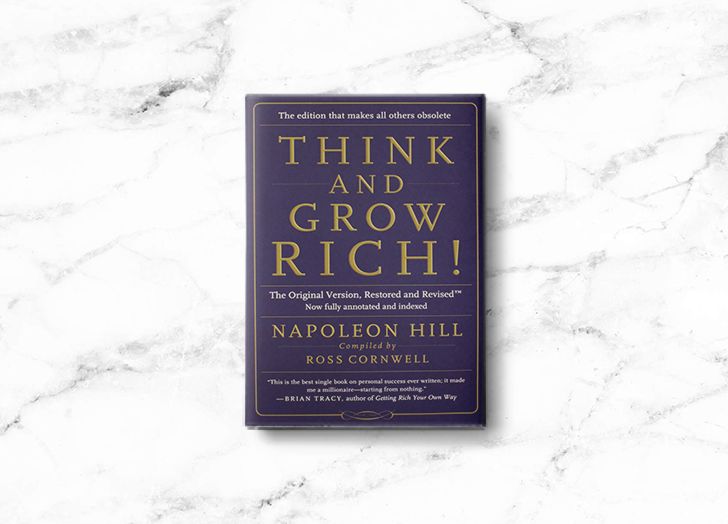 The edition that makes all others obsolete
THINK
AND
GROW
RICH!
The Original Version, Restored and Revised™
Now fully annotated and indexed
NAPOLEON HILL
Compiled by
ROSS CORNWELL
"This is the best single book on personal success ever written; it made
me a millionaire—starting from nothing."
—BRIAN TRACY, author of Getting Rich Your Own Way